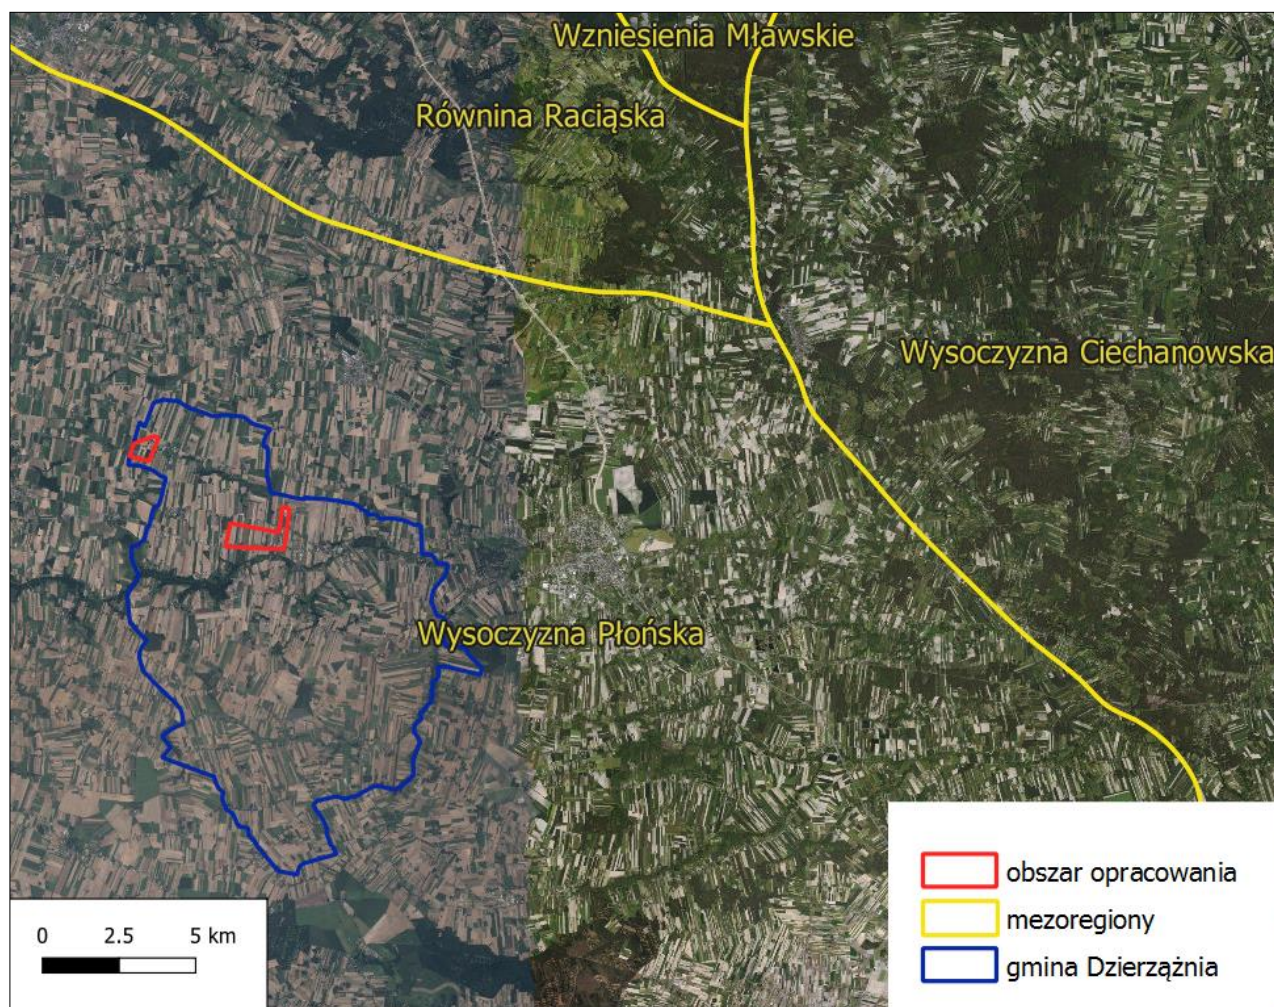 Wzniesienia Mławskie
Równina Raciąska
Wysoczyzna Ciechanowska
Wysoczyzna Płońska
obszar opracowania
mezoregiony
gmina Dzierzążnia
0 2.5 5 km